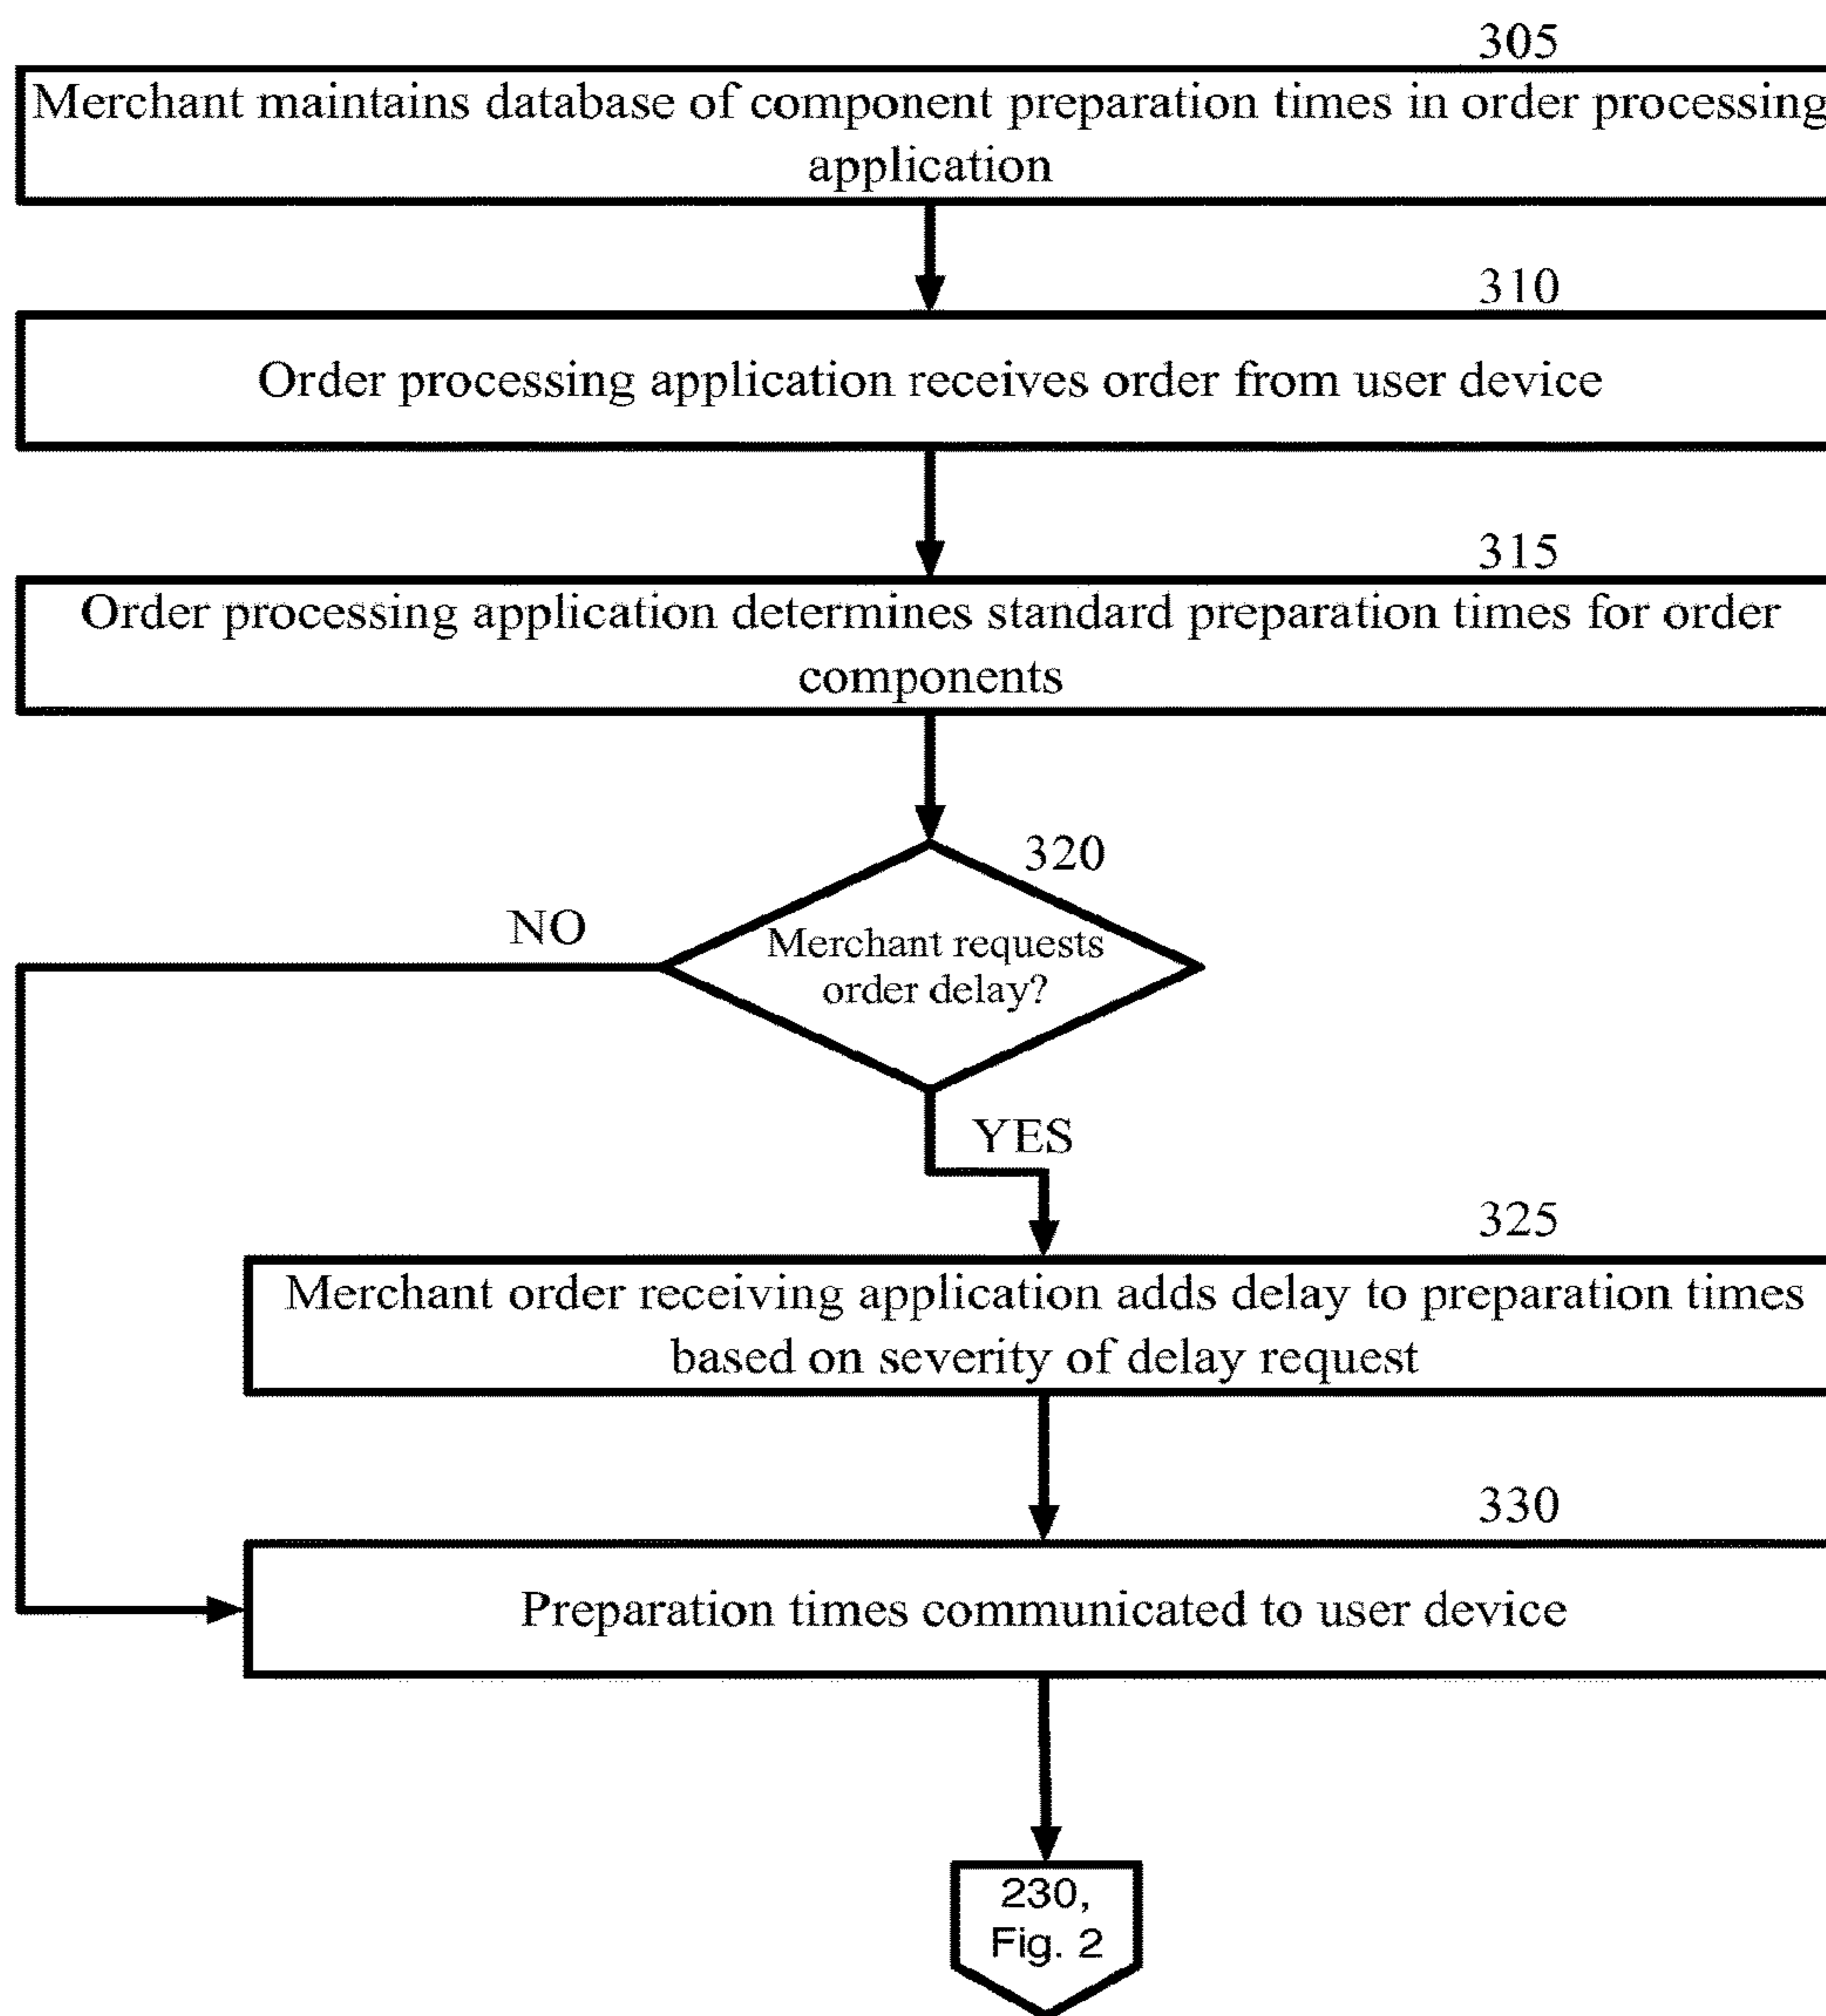 305
Merchant maintains database of component preparation times in order processing
application
310
Order processing application receives order from user device
315
Order processing application determines standard preparation times for order
components
320
NO
Merchant requests
order delay?
YES
325
Merchant order receiving application adds delay to preparation times
based on severity of delay request
330
Preparation times communicated to user device
230,
Fig. 2